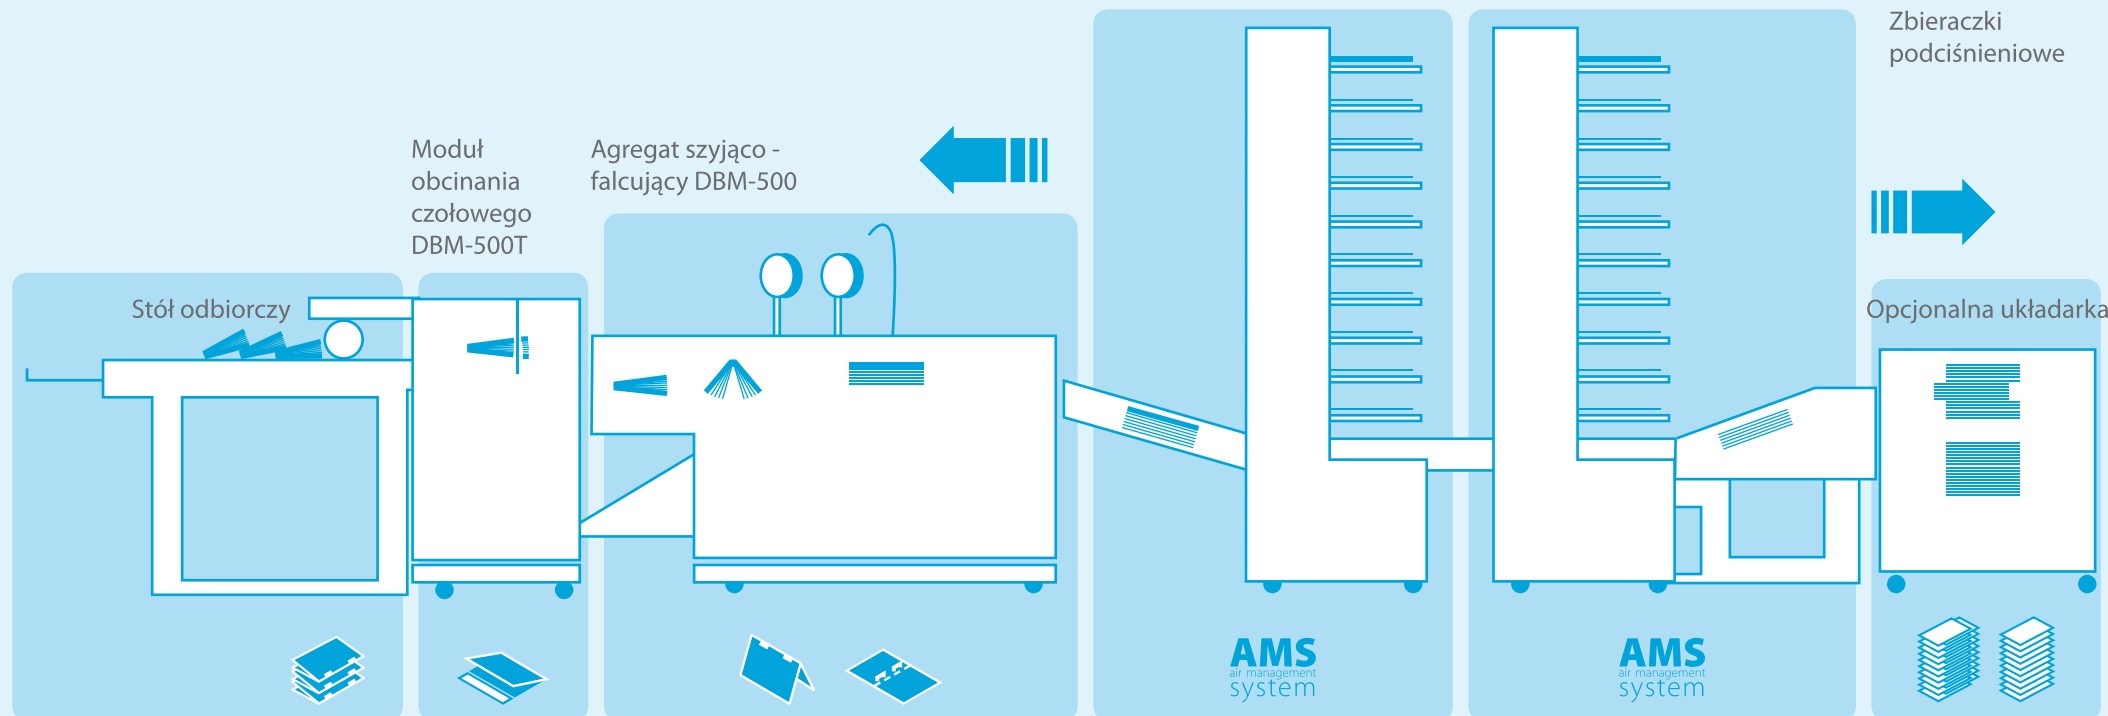 Zbieraczki
podciśnieniowe
Moduł
obcinania
czołowego
DBM-500T
Agregat szyjąco -
falcujący DBM-500
Stół odbiorczy
Opcjonalna układarka
AMS
air management
system
AMS
air management
system